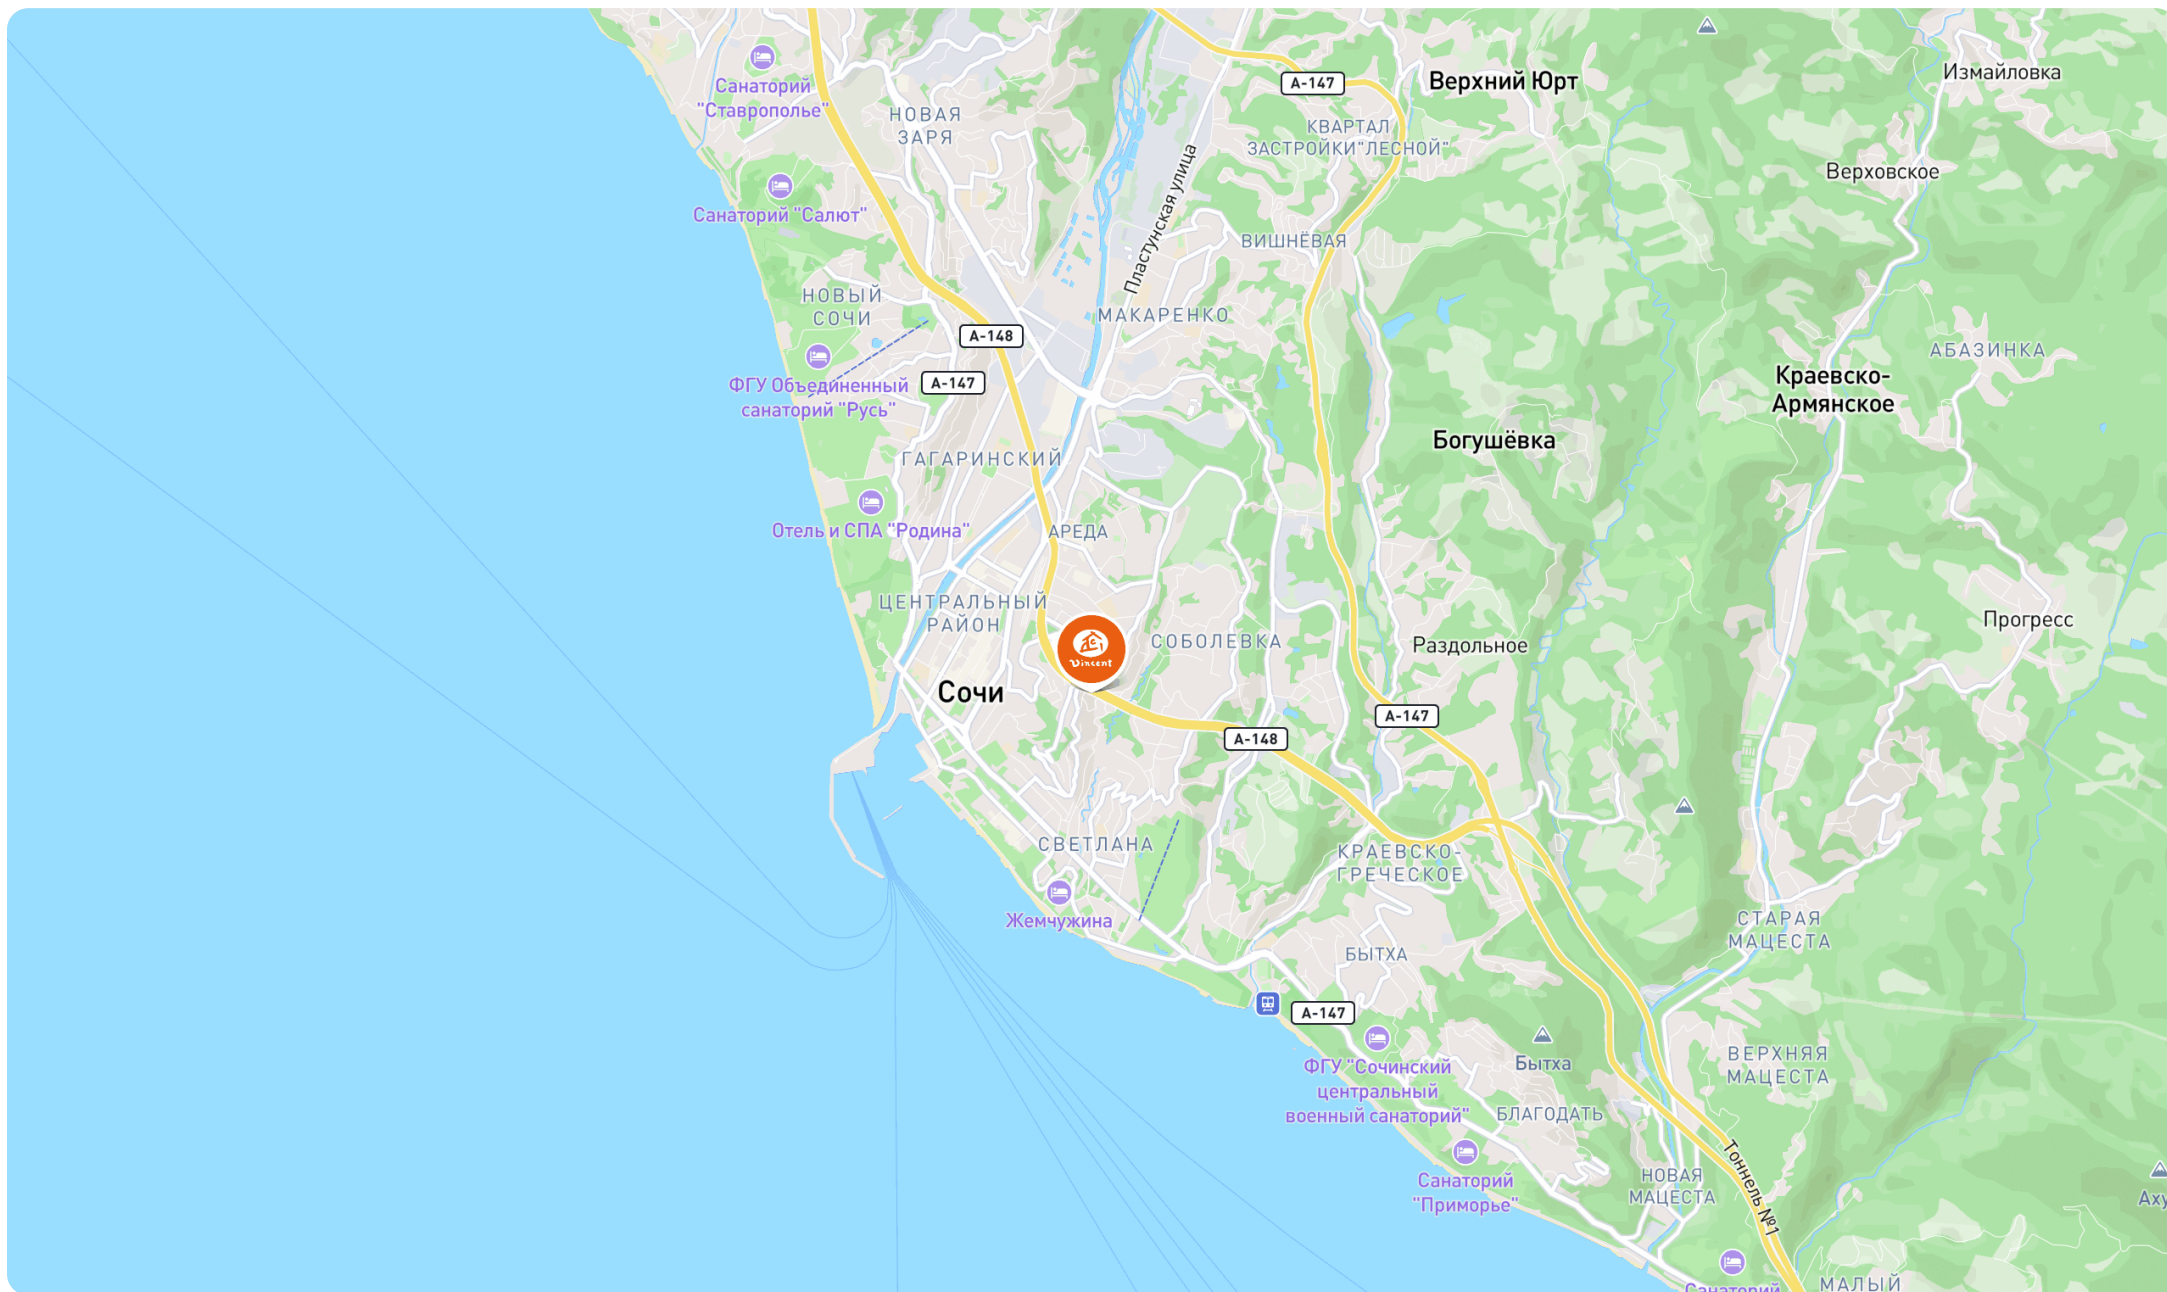 Санаторий
"Ставрополье"
НОВАЯ
ЗАРЯ
А-147
Верхний Юрт
Измайловка
КВАРТАЛ
ЗАСТРОЙКИ"ЛЕСНОЙ"
Верховское
Санаторий "Салют"
Пластунская улица
ВИШНЁВАЯ
НОВЫЙ
СОЧИ
МАКАРЕНКО
А-148
АБАЗИНКА
ФГУ Объединенный
санаторий "Русь"
А-147
Краевско-
Армянское
Богушёвка
ГАГАРИНСКИЙ
Отель и СПА "Родина"
АРЕДА
ЦЕНТРАЛЬНЫЙ
РАЙОН
Прогресс
Vincent
СОБОЛЕВКА
Раздольное
Сочи
А-147
А-148
СВЕТЛАНА
КРАЕВСКО-
ГРЕЧЕСКОЕ
Жемчужина
СТАРАЯ
МАЦЕСТА
БЫТХА
А-147
ФГУ "Сочинский
центральный
военный санаторий"
Бытха
ВЕРХНЯЯ
МАЦЕСТА
БЛАГОДАТЬ
Санаторий
"Приморье"
НОВАЯ
МАЦЕСТА
Тоннель №1
Аху
Санаторий
МАЛЫЙ